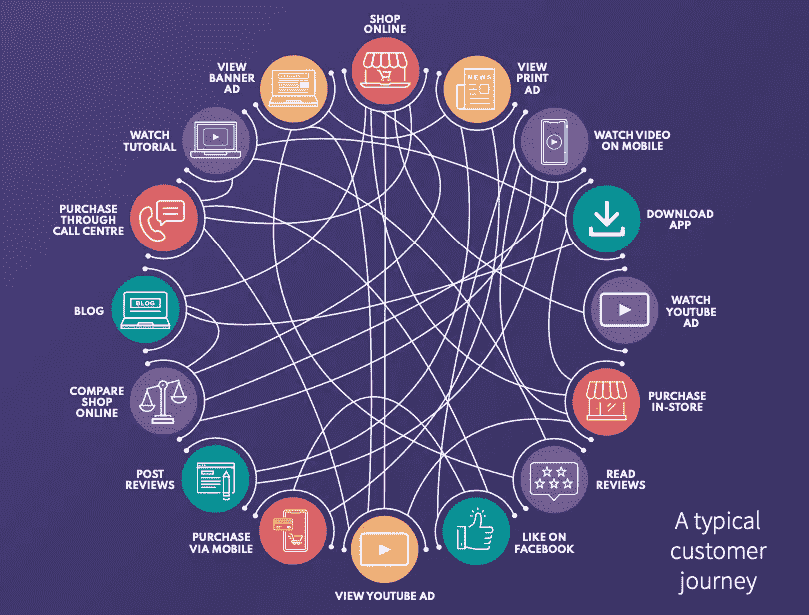 SHOP
ONLINE
VIEW
PRINT
AD
NEWS
WATCH VIDEO
ON MOBILE
DOWNLOAD
APP
WATCH
YOUTUBE
AD
PURCHASE
IN-STORE
READ
REVIEWS
LIKE ON
FACEBOOK
VIEW YOUTUBE AD
PURCHASE
VIA MOBILE
POST
REVIEWS
COMPARE
SHOP
ONLINE
BLOG
BLOG
PURCHASE
THROUGH
CALL CENTRE
WATCH
TUTORIAL
VIEW
BANNER
AD
A typical
customer
journey